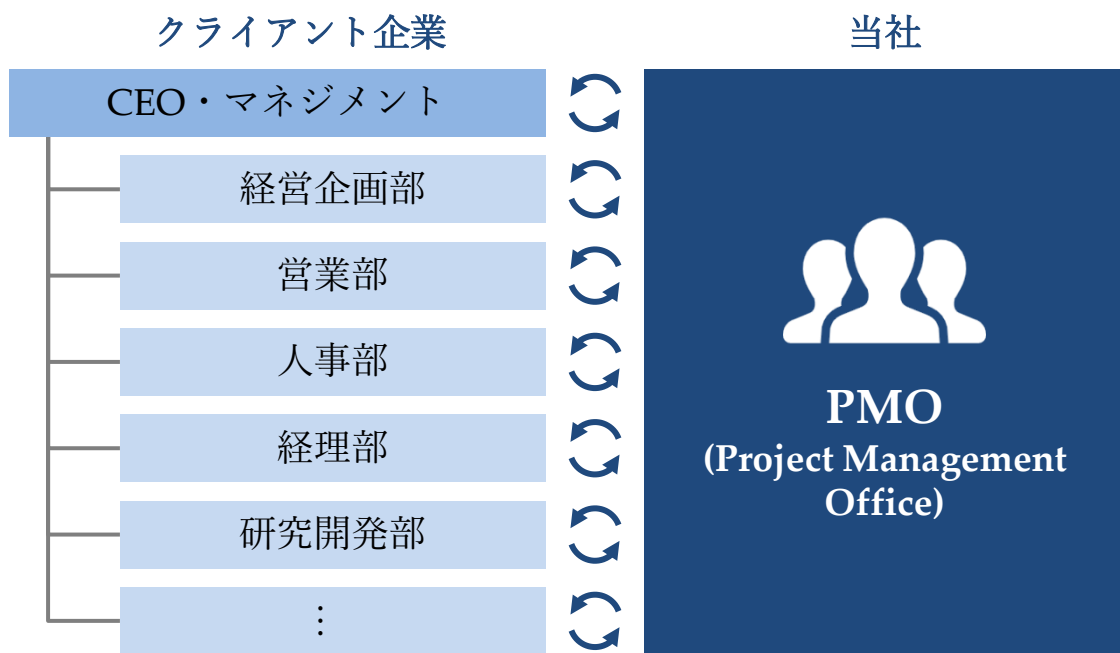 クライアント企業
当社
CEO・マネジメント
経営企画部
営業部
人事部
経理部
研究開発部
⋮
PMO
(Project Management
Office)